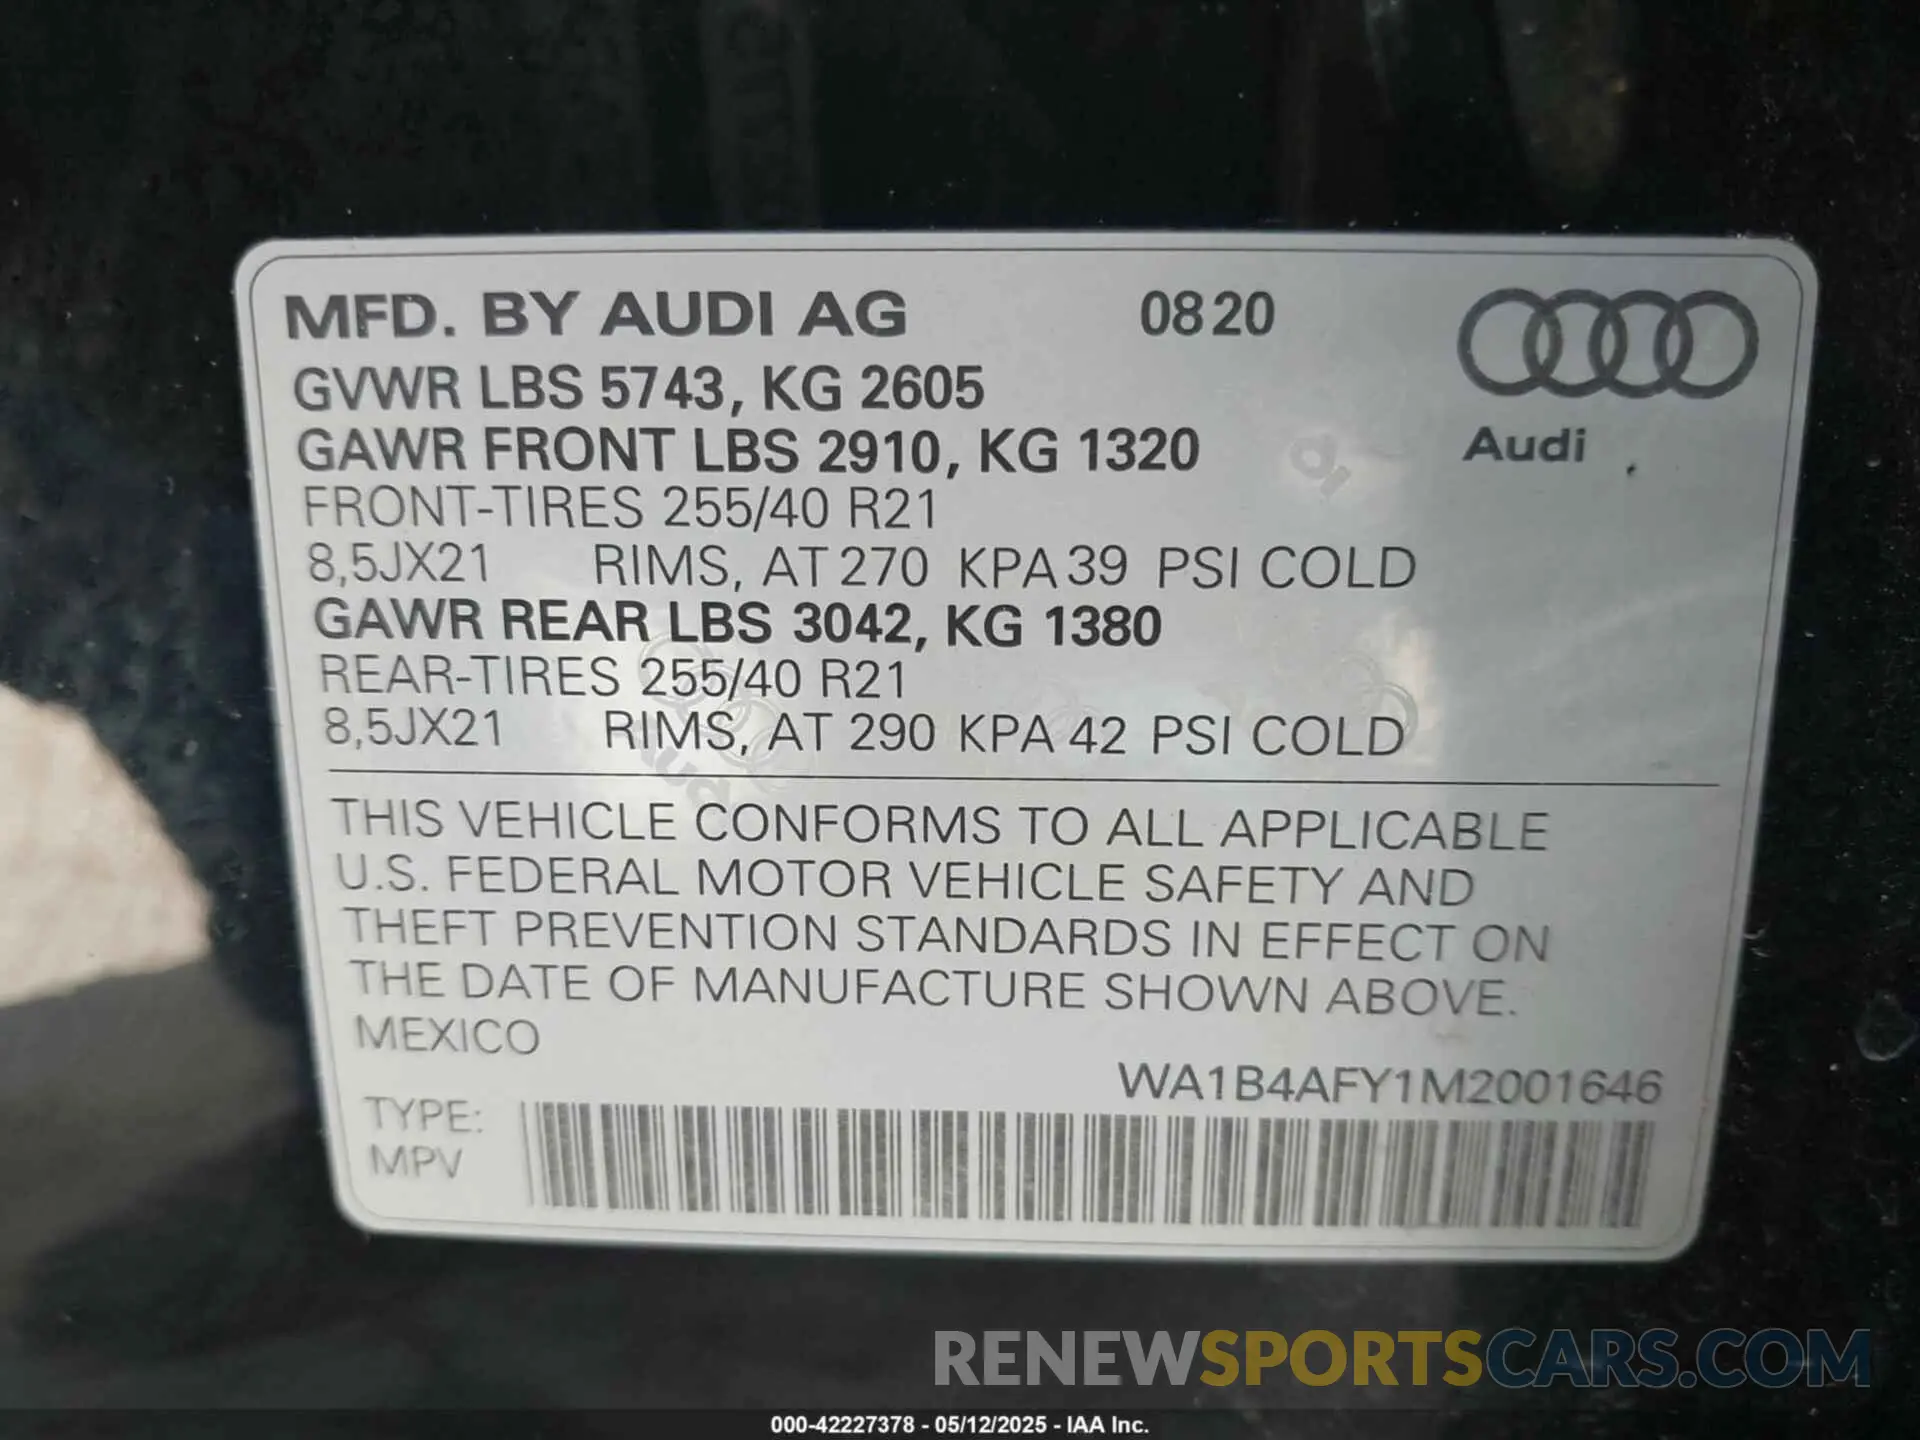 MFD. BY AUDI AG 0820
GVWR LBS 5743, KG 2605
GAWR FRONT LBS 2910, KG 1320
Audi
FRONT-TIRES 255/40 R21
8,5JX21 RIMS, AT 270 KPA 39 PSI COLD
GAWR REAR LBS 3042, KG 1380
REAR-TIRES 255/40 R21
8,5JX21 RIMS, AT 290 KPA 42 PSI COLD
THIS VEHICLE CONFORMS TO ALL APPLICABLE
U.S. FEDERAL MOTOR VEHICLE SAFETY AND
THEFT PREVENTION STANDARDS IN EFFECT ON
THE DATE OF MANUFACTURE SHOWN ABOVE.
MEXICO
WA1B4AFY1M2001646
TYPE:
MPV
RENEWSPORTSCARS.COM
000-42227378 - 05/12/2025 - IAA Inc.